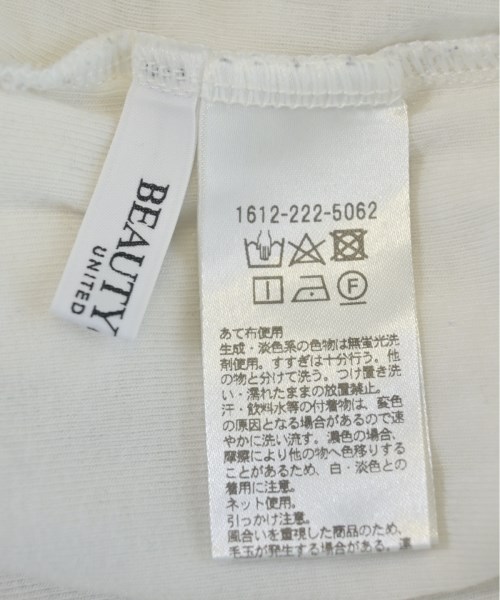 BEAUTY
UNITED
1612-222-5062
あて布使用
生成・淡色系の色物は無蛍光洗
剤使用。すすぎは十分行う。他
の物と分けて洗う。つけ置き洗
い・濡れたままの放置禁止。
汗・飲料水等の付着物は、変色
の原因となる場合があるので速
やかに洗い流す。濃色の場合、
摩擦により他の物へ色移りする
ことがあるため、白・淡色との
着用に注意。
ネット使用。
引っかけ注意。
風合いを重視した商品のため、
毛玉が発生する場合がある。